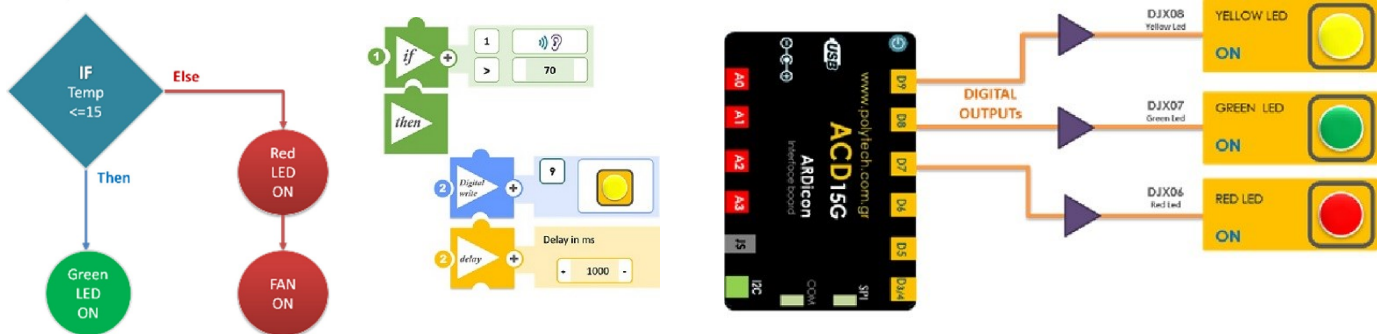 IF
Temp
<=15
Else
Then
Red
LED
ON
Green
LED
ON
FAN
ON
1
if
+
1
>
70
then
2
Digital
write
+
9
2
delay
+
Delay in ms
+ 1000 -
USB
A0
A1
A2
A3
JS
I2C
COM
SPI
www.polytech.com.gr
ACD15G
ARDicon
Interface board
D9
D8
D7
D6
D5
D3/4
DIGITAL
OUTPUTs
DJX08
Yellow Led
YELLOW LED
ON
DJX07
Green Led
GREEN LED
ON
DJX06
Red Led
RED LED
ON